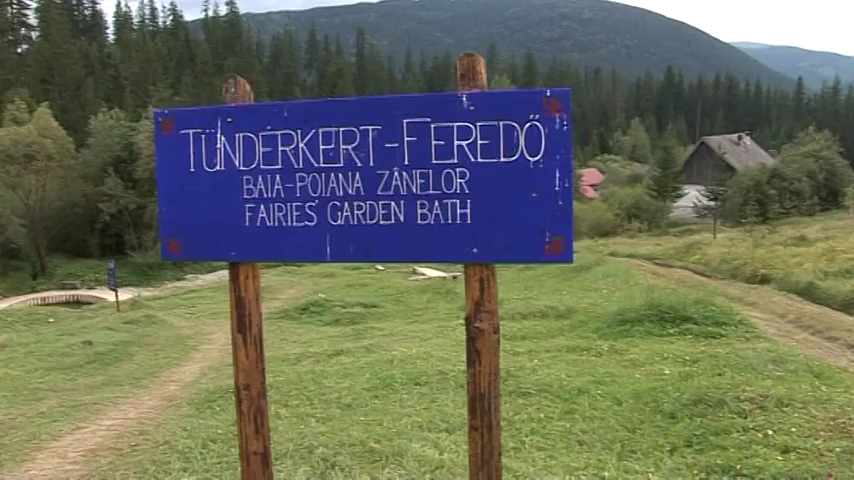 TÜNDERKERT-FEREDŐ
BAIA-POIANA ZÂNELOR
FAIRIES' GARDEN BATH